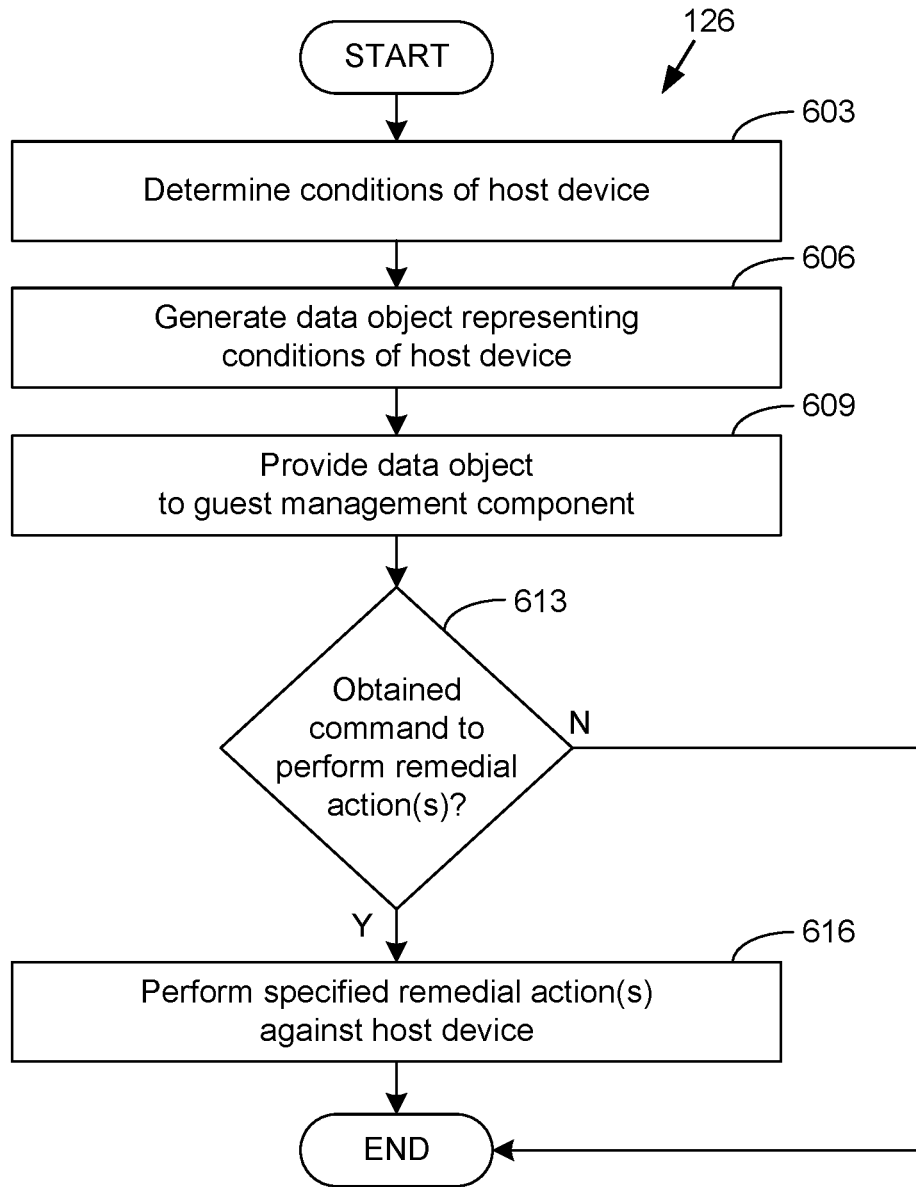 126
START
603
Determine conditions of host device
606
Generate data object representing
conditions of host device
609
Provide data object
to guest management component
613
Obtained
command to
perform remedial
action(s)?
N
Y
616
Perform specified remedial action(s)
against host device
END